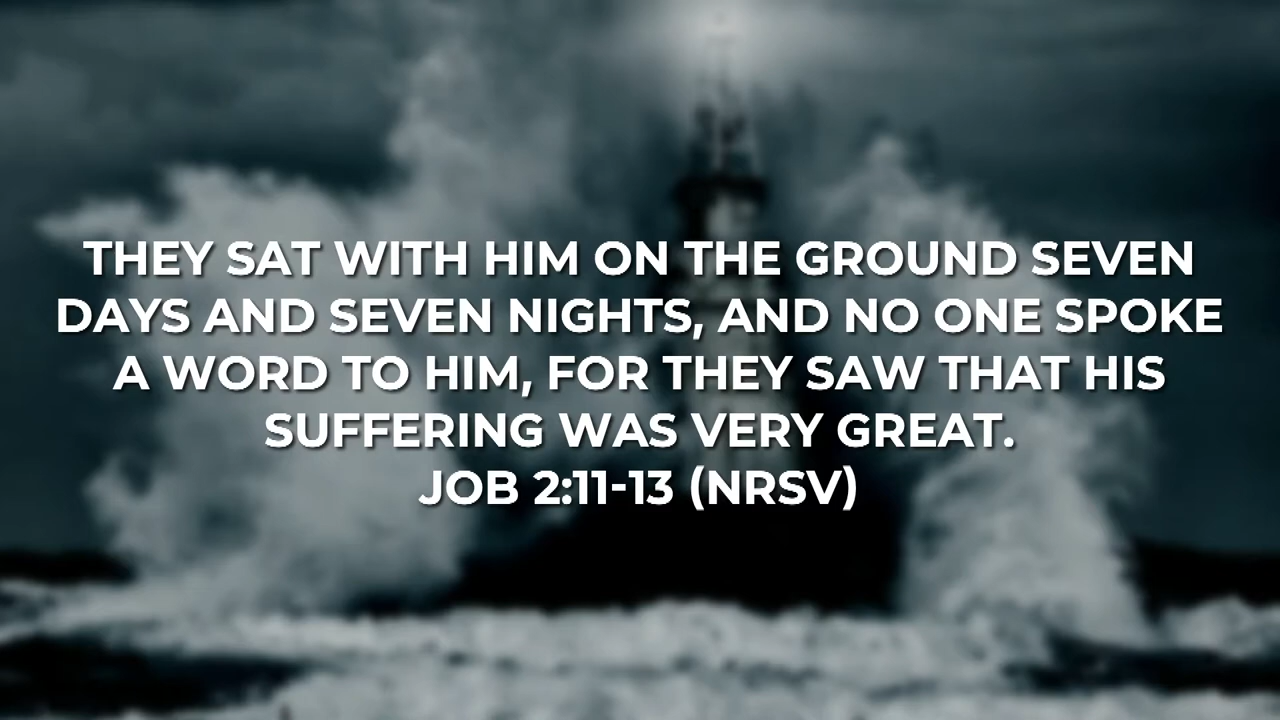 THEY SAT WITH HIM ON THE GROUND SEVEN
DAYS AND SEVEN NIGHTS, AND NO ONE SPOKE
A WORD TO HIM, FOR THEY SAW THAT HIS
SUFFERING WAS VERY GREAT.
JOB 2:11-13 (NRSV)